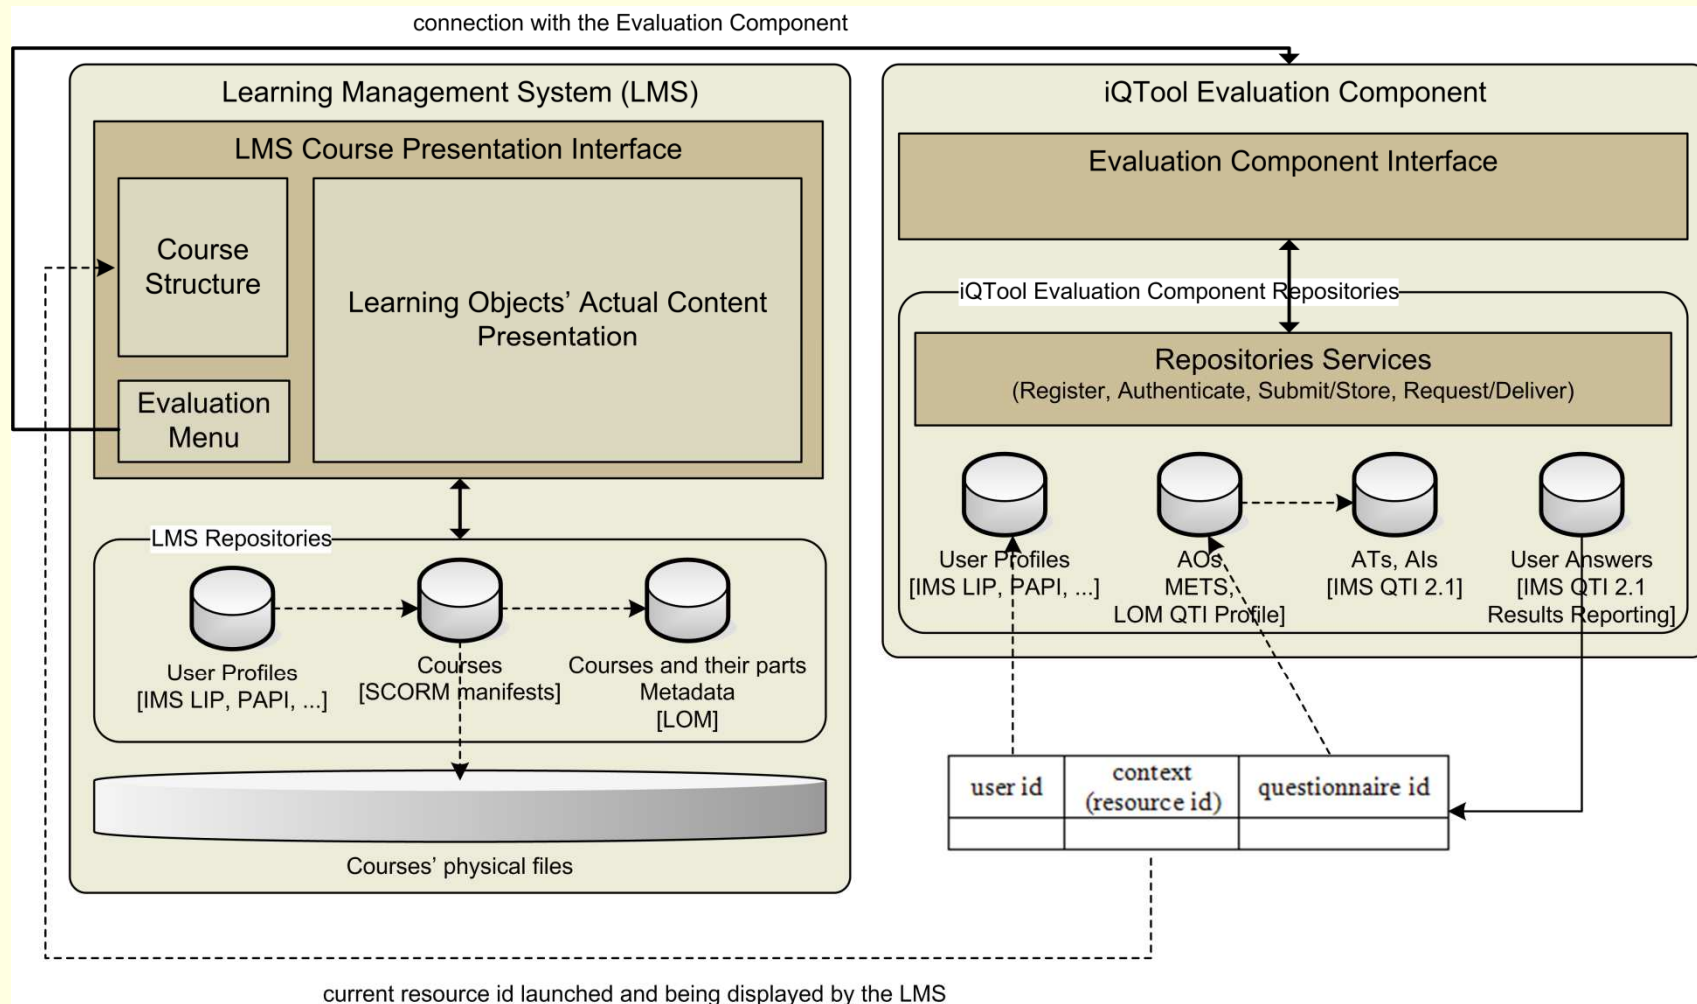 connection with the Evaluation Component
Learning Management System (LMS)
LMS Course Presentation Interface
Course
Structure
Learning Objects’ Actual Content
Presentation
Evaluation
Menu
LMS Repositories
User Profiles
[IMS LIP, PAPI, ...]
Courses
[SCORM manifests]
Courses and their parts
Metadata
[LOM]
Courses’ physical files
iQTool Evaluation Component
Evaluation Component Interface
iQTool Evaluation Component Repositories
Repositories Services
(Register, Authenticate, Submit/Store, Request/Deliver)
User Profiles
[IMS LIP, PAPI, ...]
AOs
METS,
LOM QTI Profile]
ATs, AIs
[IMS QTI 2.1]
User Answers
[IMS QTI 2.1
Results Reporting]
user id
context
(resource id)
questionnaire id
current resource id launched and being displayed by the LMS